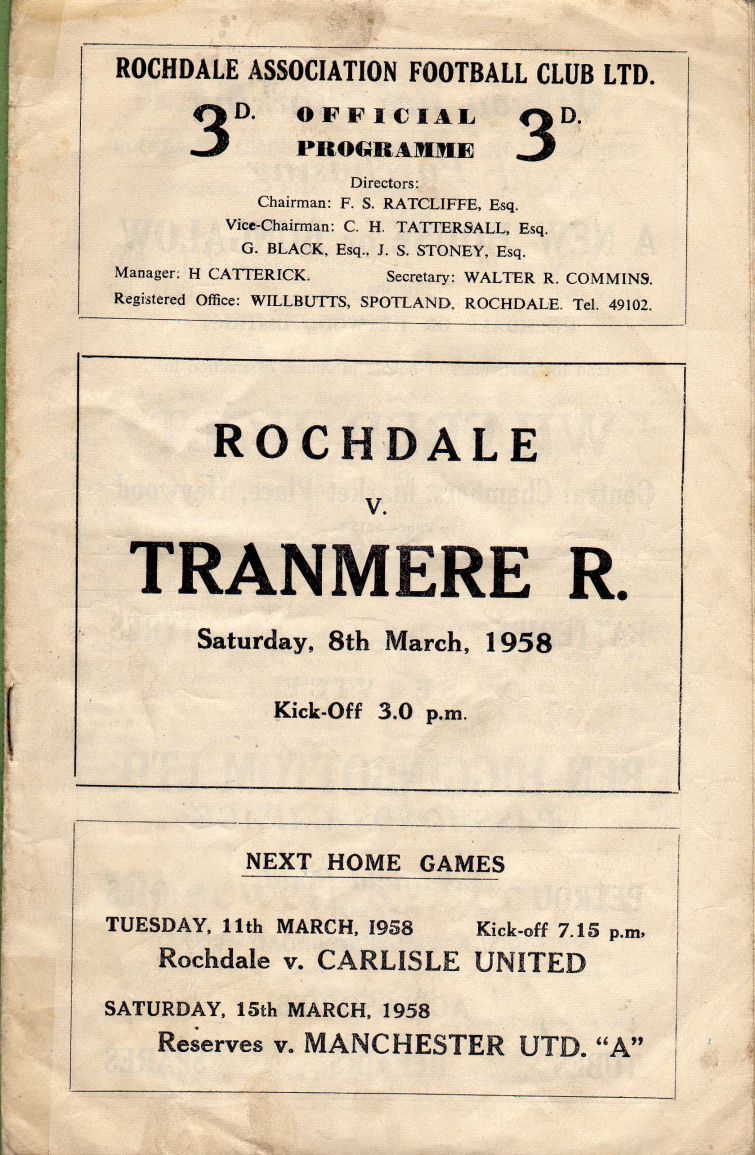 ROCHDALE ASSOCIATION FOOTBALL CLUB LTD.
3D. OFFICIAL PROGRAMME 3D.
Directors:
Chairman: F. S. RATCLIFFE, Esq.
Vice-Chairman: C. H. TATTERSALL, Esq.
G. BLACK, Esq., J. S. STONEY, Esq.
Manager: H CATTERICK. Secretary: WALTER R. COMMINS.
Registered Office: WILLBUTTS, SPOTLAND, ROCHDALE. Tel. 49102.
ROCHDALE
v.
TRANMERE R.
Saturday, 8th March, 1958
Kick-Off 3.0 p.m.
NEXT HOME GAMES
TUESDAY, 11th MARCH, 1958 Kick-off 7.15 p.m.
Rochdale v. CARLISLE UNITED
SATURDAY, 15th MARCH, 1958
Reserves v. MANCHESTER UTD. "A"